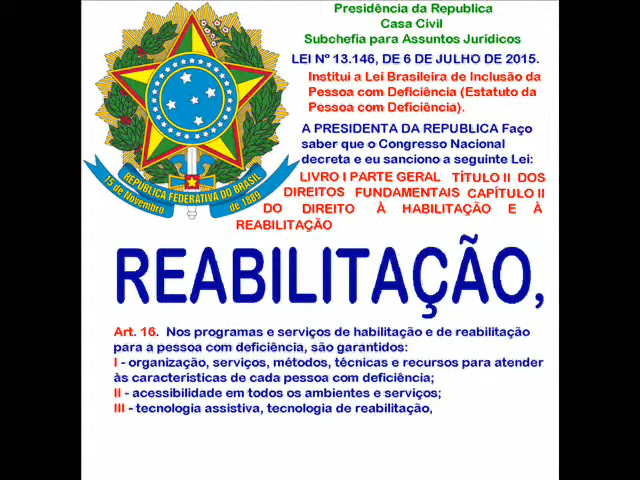 Presidência da Republica
Casa Civil
Subchefia para Assuntos Jurídicos
LEI Nº 13.146, DE 6 DE JULHO DE 2015.
Institui a Lei Brasileira de Inclusão da
Pessoa com Deficiência (Estatuto da
Pessoa com Deficiência).
A PRESIDENTA DA REPUBLICA Faço
saber que o Congresso Nacional
decreta e eu sanciono a seguinte Lei:
LIVRO I PARTE GERAL TÍTULO II DOS
DIREITOS FUNDAMENTAIS CAPÍTULO II
DO DIREITO À HABILITAÇÃO E À
REABILITAÇÃO
REPUBLICA FEDERATIVA DO BRASIL
15 de Novembro de 1889
REABILITAÇÃO,
Art. 16. Nos programas e serviços de habilitação e de reabilitação
para a pessoa com deficiência, são garantidos:
I - organização, serviços, métodos, técnicas e recursos para atender
às características de cada pessoa com deficiência;
II - acessibilidade em todos os ambientes e serviços;
III - tecnologia assistiva, tecnologia de reabilitação,